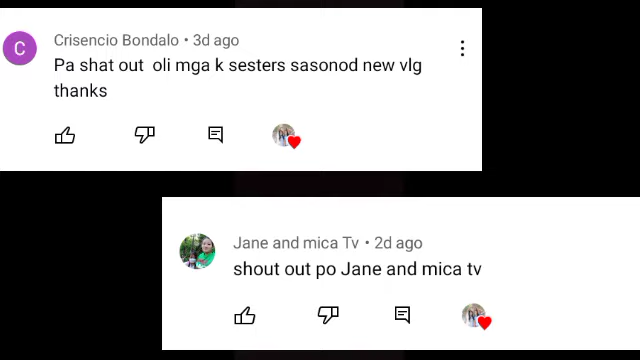 Crisencio Bondalo • 3d ago
Pa shat out oli mga k sesters sasonod new vlg
thanks
C
Jane and mica Tv • 2d ago
shout out po Jane and mica tv